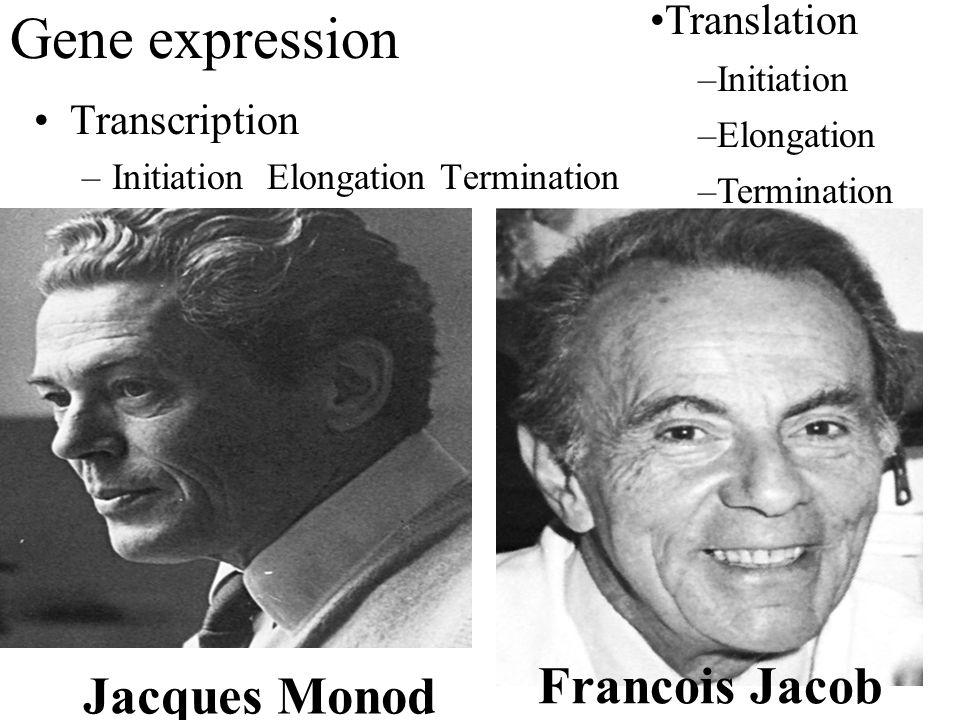 Gene expression
• Transcription
– Initiation Elongation Termination
•Translation
–Initiation
–Elongation
–Termination
Jacques Monod
Francois Jacob